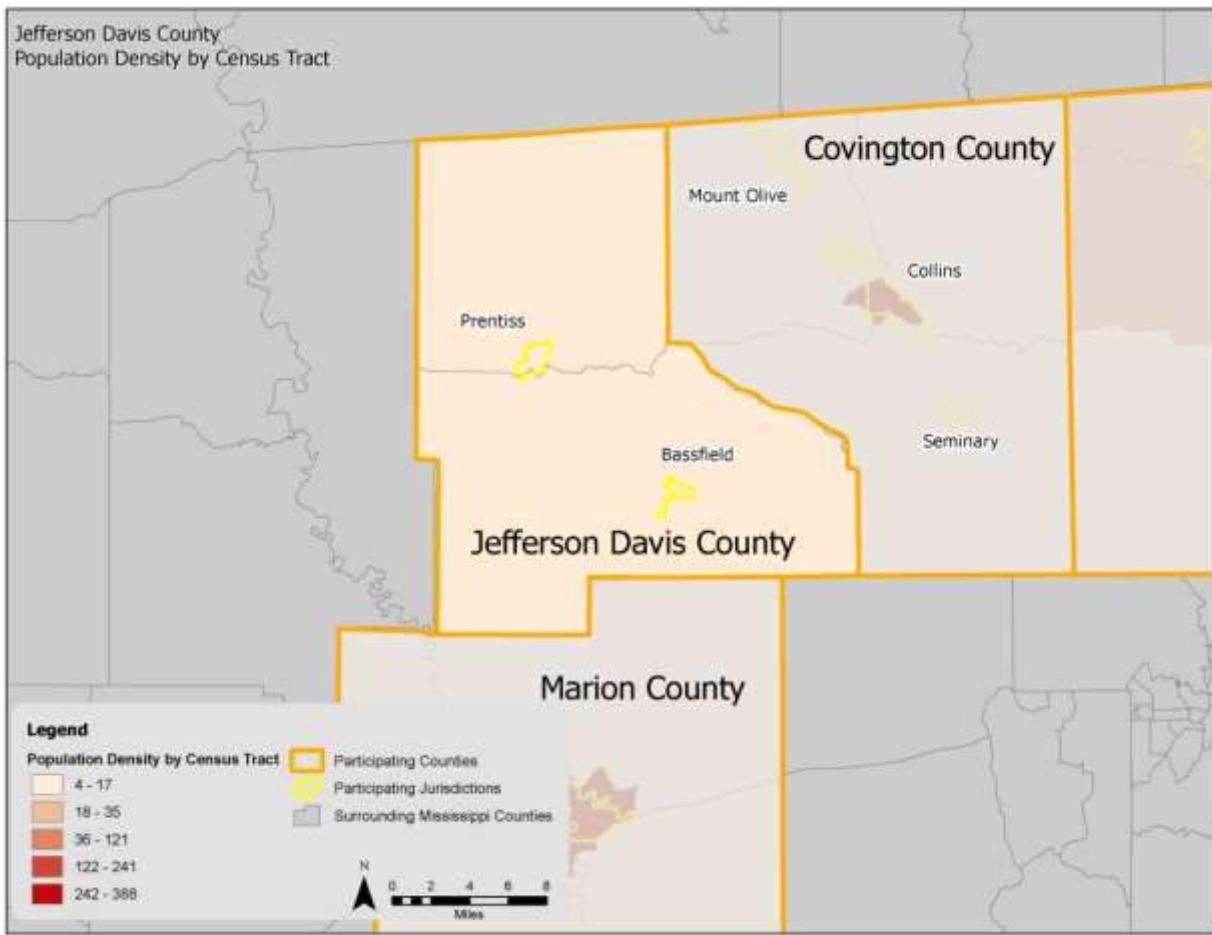 Jefferson Davis County
Population Density by Census Tract
Covington County
Mount Olive
Collins
Prentiss
Seminary
Bassfield
Jefferson Davis County
Marion County
Legend
Population Density by Census Tract
4 - 17
18 - 35
36 - 121
122 - 241
242 - 388
Participating Counties
Participating Jurisdictions
Surrounding Mississippi Counties
N
0 2 4 6 8
Miles